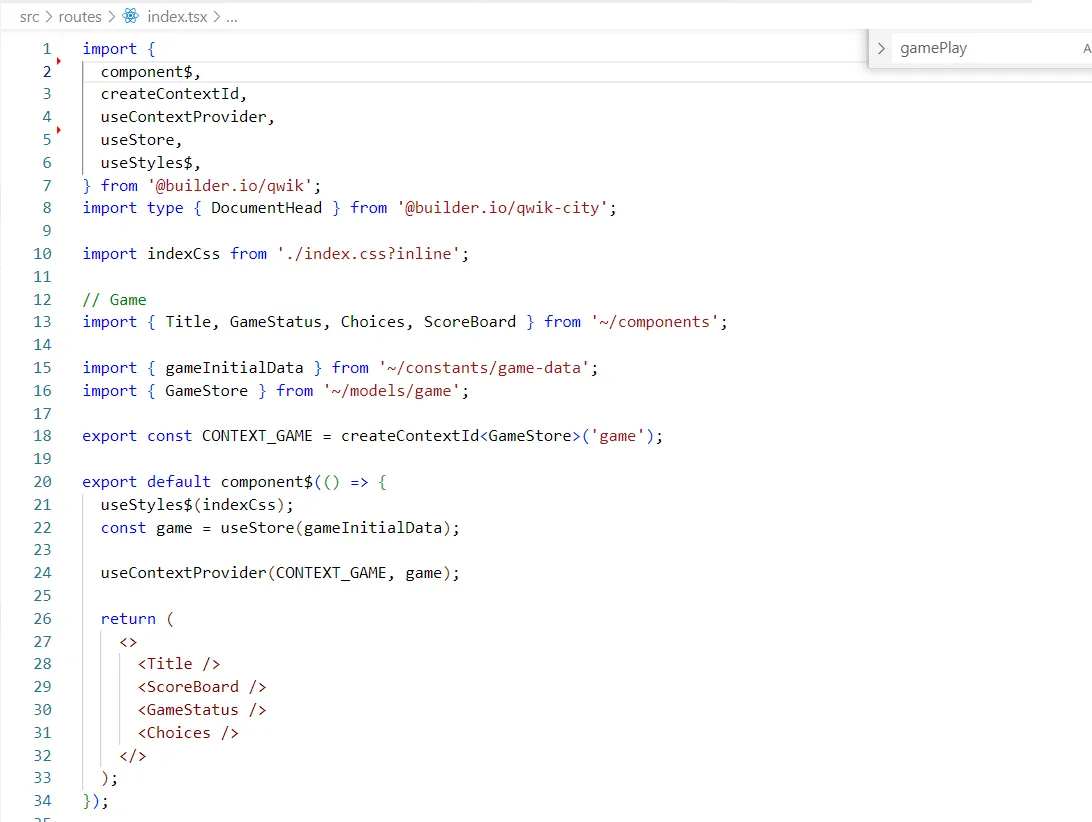 src > routes > index.tsx > ...
gamePlay
A
1 import {
2   component$,
3   createContextId,
4   useContextProvider,
5   useStore,
6   useStyles$,
7 } from '@builder.io/qwik';
8 import type { DocumentHead } from '@builder.io/qwik-city';
9
10 import indexCss from './index.css?inline';
11
12 // Game
13 import { Title, GameStatus, Choices, ScoreBoard } from '~/components';
14
15 import { gameInitialData } from '~/constants/game-data';
16 import { GameStore } from '~/models/game';
17
18 export const CONTEXT_GAME = createContextId<GameStore>('game');
19
20 export default component$(() => {
21   useStyles$(indexCss);
22   const game = useStore(gameInitialData);
23
24   useContextProvider(CONTEXT_GAME, game);
25
26   return (
27     <>
28       <Title />
29       <ScoreBoard />
30       <GameStatus />
31       <Choices />
32     </>
33   );
34 });
35